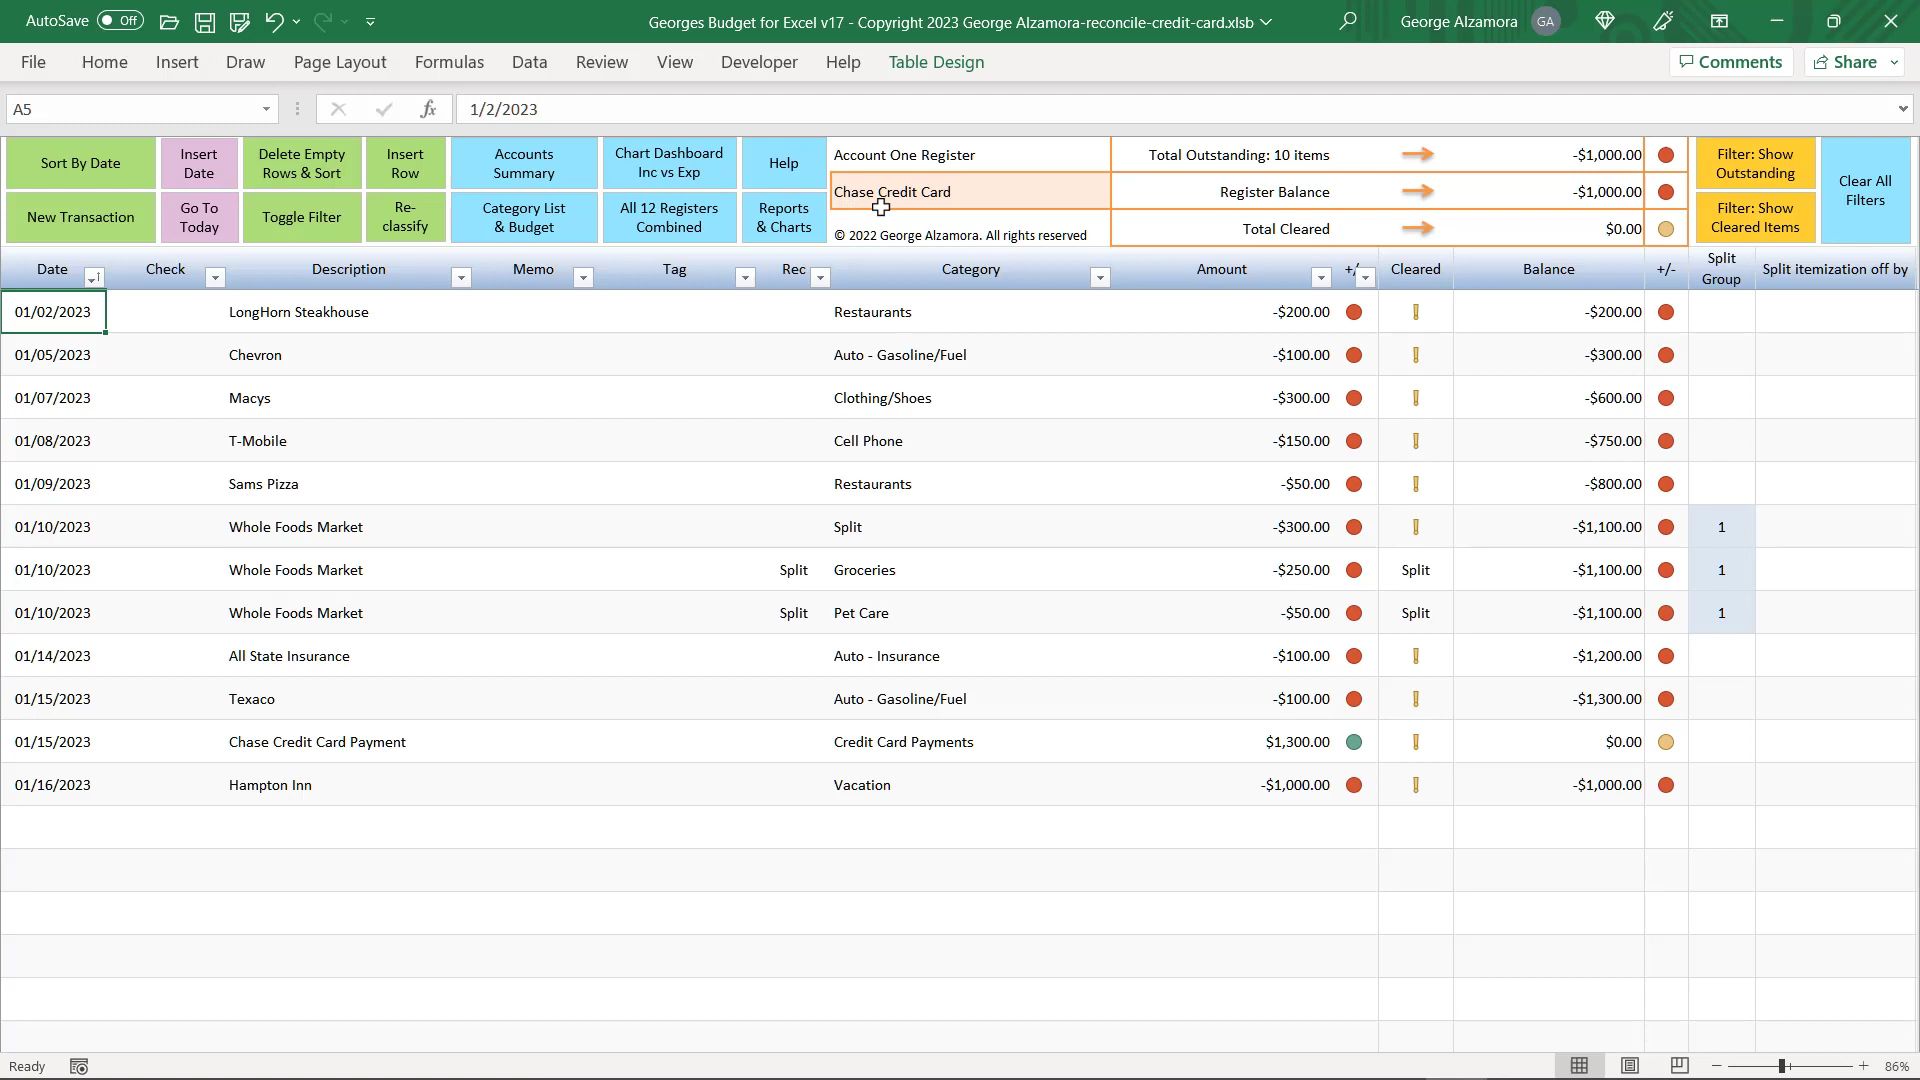 AutoSave Off
Georges Budget for Excel v17 - Copyright 2023 George Alzamora-reconcile-credit-card.xlsb
George Alzamora GA
File Home Insert Draw Page Layout Formulas Data Review View Developer Help Table Design
Comments Share
A5 fx 1/2/2023
Sort By Date
New Transaction
Insert
Date
Go To
Today
Delete Empty
Rows & Sort
Toggle Filter
Insert
Row
Re-
classify
Accounts
Summary
Category List
& Budget
Chart Dashboard
Inc vs Exp
All 12 Registers
Combined
Help
Reports
& Charts
Account One Register
Chase Credit Card
© 2022 George Alzamora. All rights reserved
Total Outstanding: 10 items -$1,000.00
Register Balance -$1,000.00
Total Cleared $0.00
Filter: Show
Outstanding
Filter: Show
Cleared Items
Clear All
Filters
Date Check Description Memo Tag Rec Category Amount +/- Cleared Balance +/- Split Group Split itemization off by
01/02/2023 LongHorn Steakhouse Restaurants -$200.00 ! -$200.00
01/05/2023 Chevron Auto - Gasoline/Fuel -$100.00 ! -$300.00
01/07/2023 Macys Clothing/Shoes -$300.00 ! -$600.00
01/08/2023 T-Mobile Cell Phone -$150.00 ! -$750.00
01/09/2023 Sams Pizza Restaurants -$50.00 ! -$800.00
01/10/2023 Whole Foods Market Split -$300.00 ! -$1,100.00 1
01/10/2023 Whole Foods Market Split Groceries -$250.00 Split -$1,100.00 1
01/10/2023 Whole Foods Market Split Pet Care -$50.00 Split -$1,100.00 1
01/14/2023 All State Insurance Auto - Insurance -$100.00 ! -$1,200.00
01/15/2023 Texaco Auto - Gasoline/Fuel -$100.00 ! -$1,300.00
01/15/2023 Chase Credit Card Payment Credit Card Payments $1,300.00 ! $0.00
01/16/2023 Hampton Inn Vacation -$1,000.00 ! -$1,000.00
Ready 86%